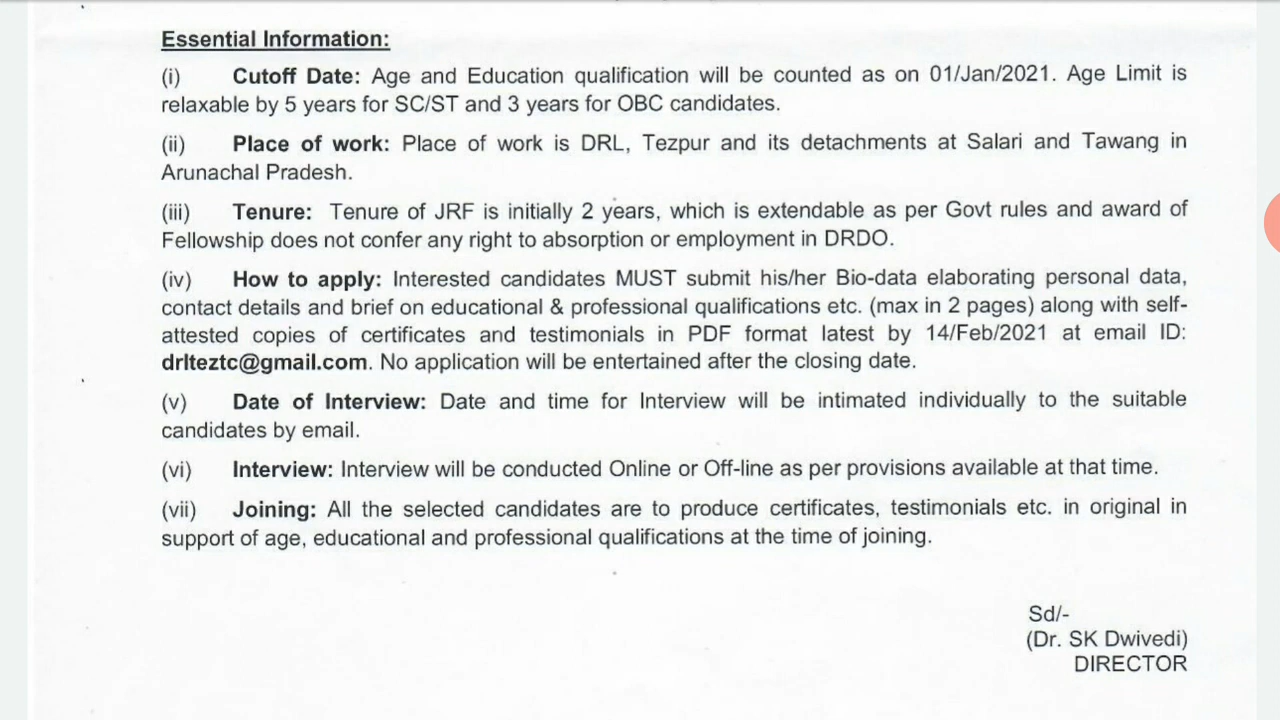 Essential Information:
(i) Cutoff Date: Age and Education qualification will be counted as on 01/Jan/2021. Age Limit is
relaxable by 5 years for SC/ST and 3 years for OBC candidates.
(ii) Place of work: Place of work is DRL, Tezpur and its detachments at Salari and Tawang in
Arunachal Pradesh.
(iii) Tenure: Tenure of JRF is initially 2 years, which is extendable as per Govt rules and award of
Fellowship does not confer any right to absorption or employment in DRDO.
(iv) How to apply: Interested candidates MUST submit his/her Bio-data elaborating personal data,
contact details and brief on educational & professional qualifications etc. (max in 2 pages) along with self-
attested copies of certificates and testimonials in PDF format latest by 14/Feb/2021 at email ID:
drlteztc@gmail.com. No application will be entertained after the closing date.
(v) Date of Interview: Date and time for Interview will be intimated individually to the suitable
candidates by email.
(vi) Interview: Interview will be conducted Online or Off-line as per provisions available at that time.
(vii) Joining: All the selected candidates are to produce certificates, testimonials etc. in original in
support of age, educational and professional qualifications at the time of joining.
Sd/-
(Dr. SK Dwivedi)
DIRECTOR